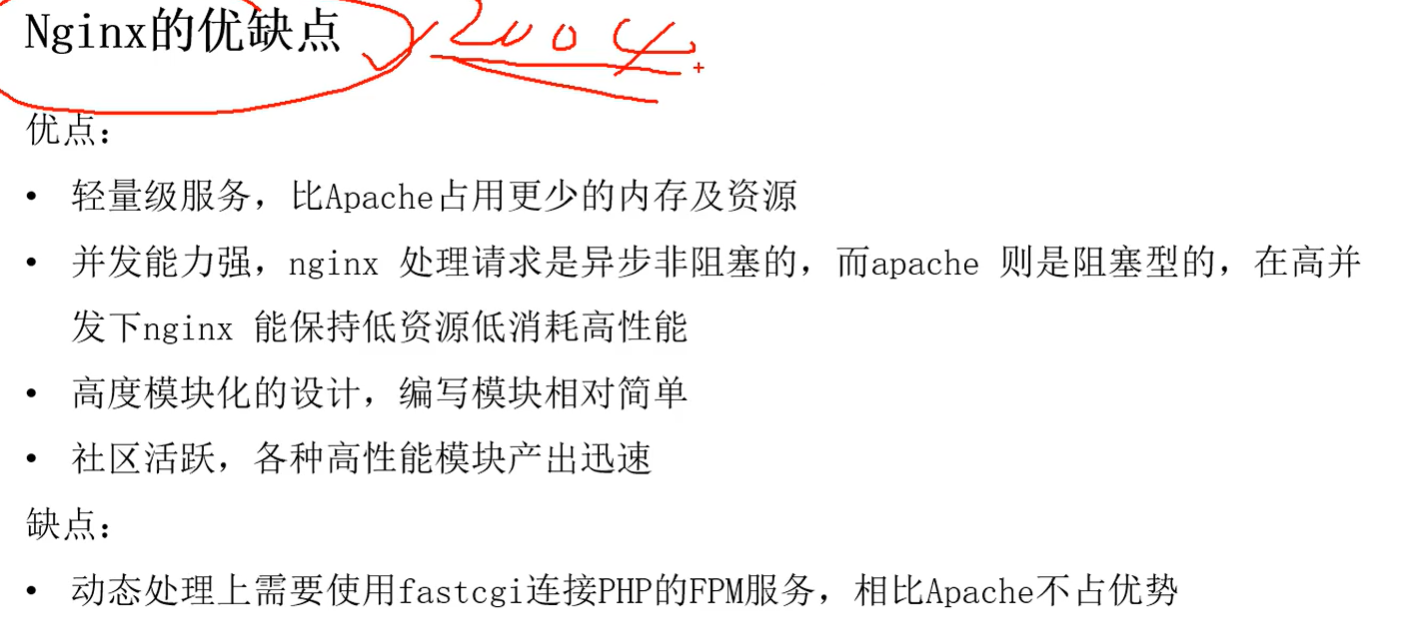 Nginx的优缺点 2004
优点：
• 轻量级服务，比Apache占用更少的内存及资源
• 并发能力强，nginx 处理请求是异步非阻塞的，而apache 则是阻塞型的，在高并
发下nginx 能保持低资源低消耗高性能
• 高度模块化的设计，编写模块相对简单
• 社区活跃，各种高性能模块产出迅速
缺点：
• 动态处理上需要使用fastcgi连接PHP的FPM服务，相比Apache不占优势